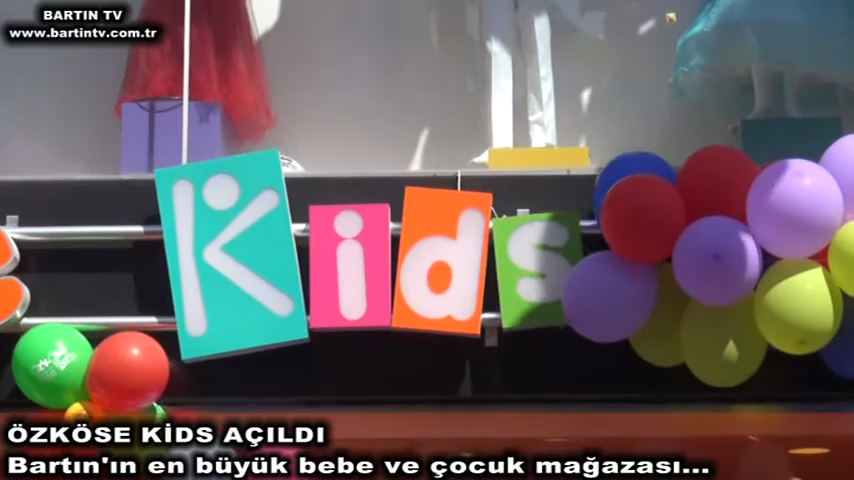 BARTIN TV
www.bartintv.com.tr
Kids
ÖZKÖSE KİDS AÇILDI
Bartın'ın en büyük bebe ve çocuk mağazası...